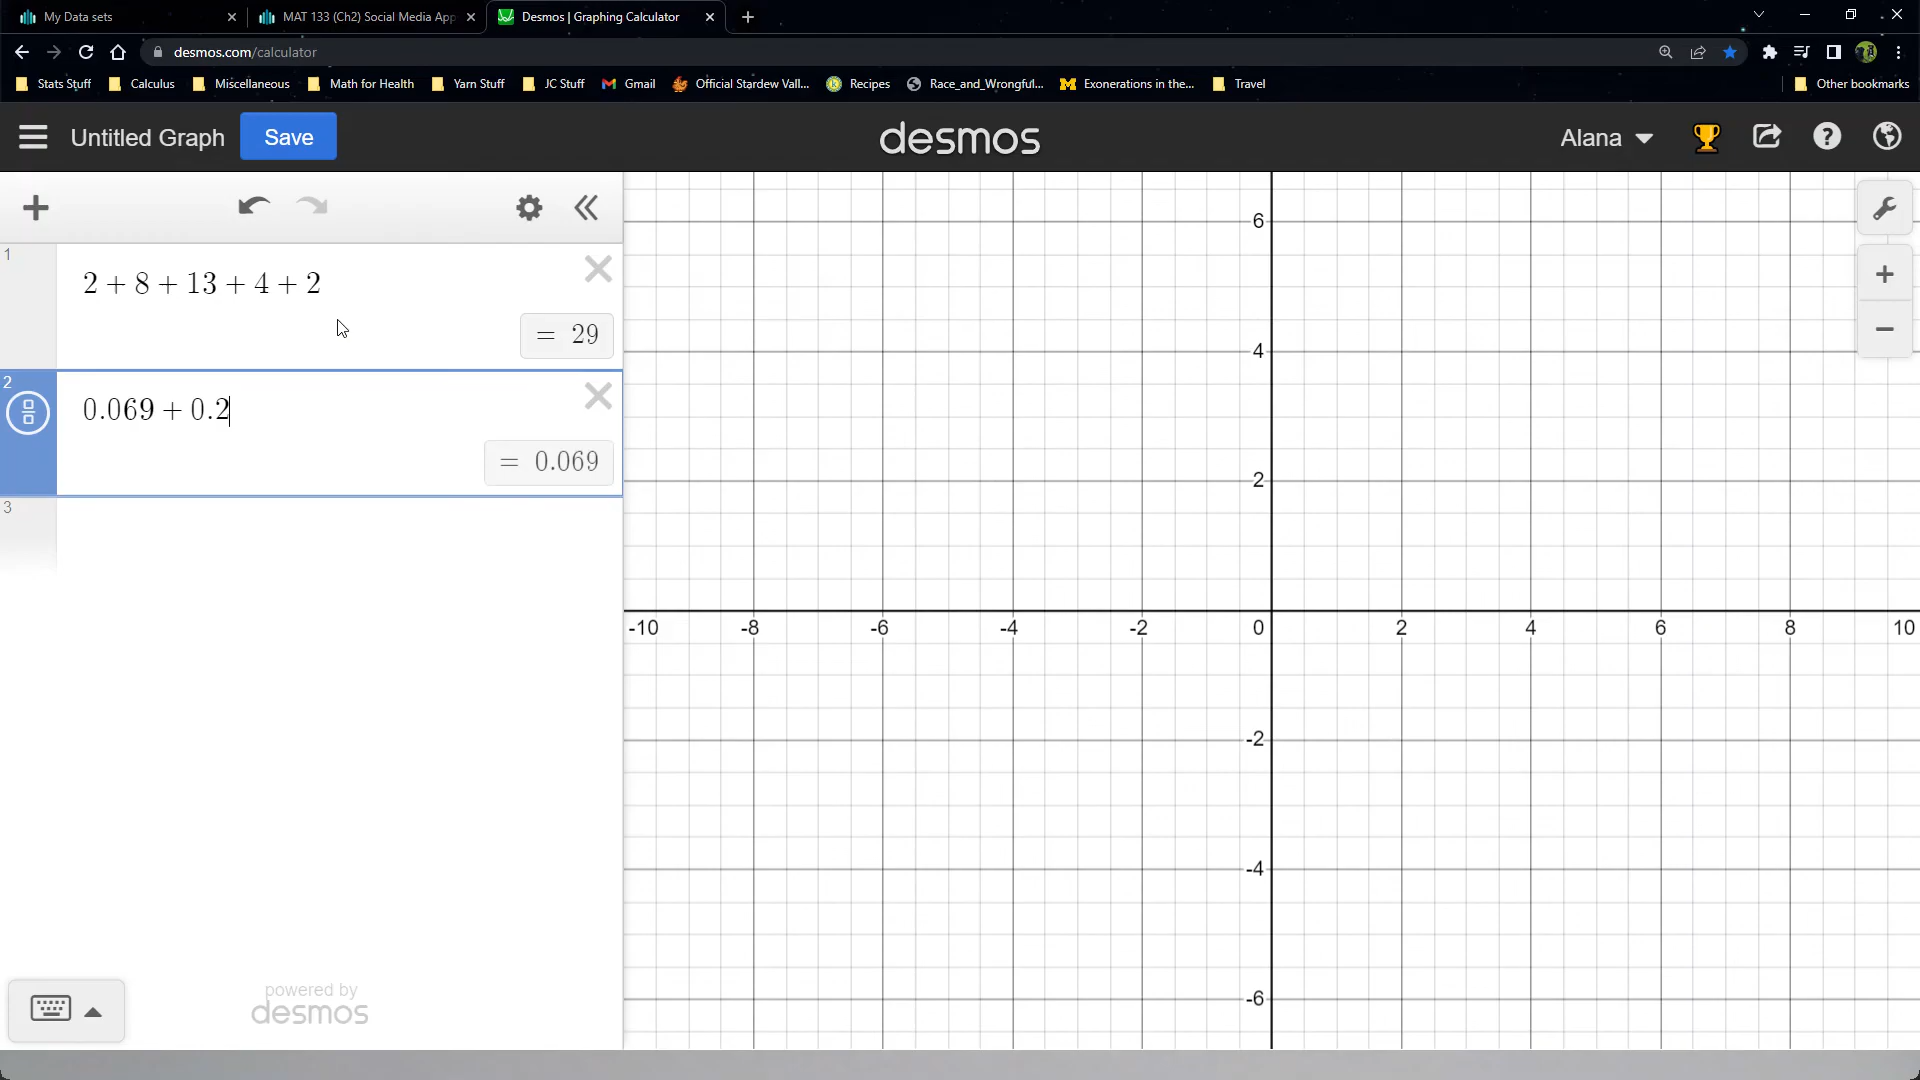 My Data sets
MAT 133 (Ch2) Social Media App
Desmos | Graphing Calculator
desmos.com/calculator
Stats Stuff Calculus Miscellaneous Math for Health Yarn Stuff JC Stuff Gmail Official Stardew Vall... Recipes Race_and_Wrongful... Exonerations in the... Travel Other bookmarks
Untitled Graph Save desmos Alana
1
2 + 8 + 13 + 4 + 2
= 29
2
0.069 + 0.2
= 0.069
3
powered by
desmos
6
4
2
-10 -8 -6 -4 -2 0 2 4 6 8 10
-2
-4
-6